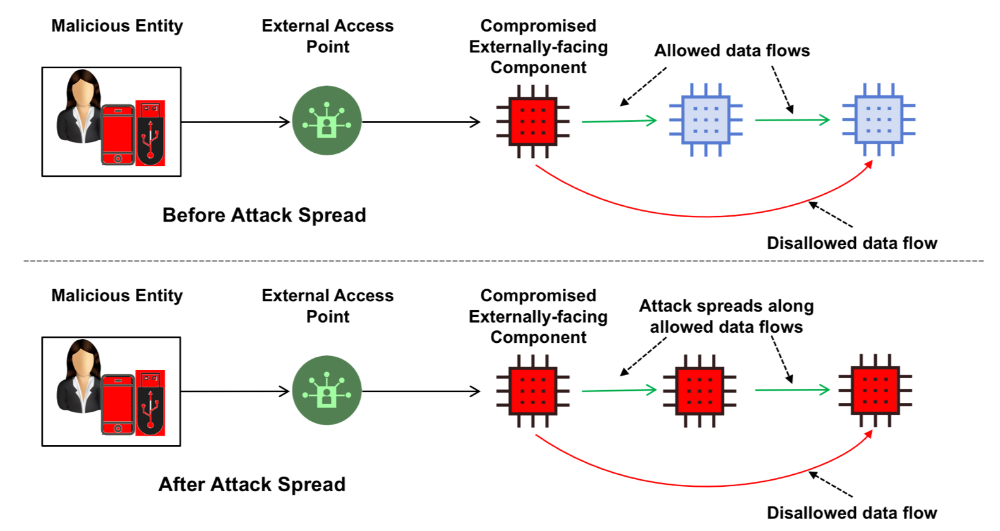 Malicious Entity
External Access
Point
Compromised
Externally-facing
Component
Allowed data flows
Before Attack Spread
Disallowed data flow
Malicious Entity
External Access
Point
Compromised
Externally-facing
Component
Attack spreads along
allowed data flows
After Attack Spread
Disallowed data flow